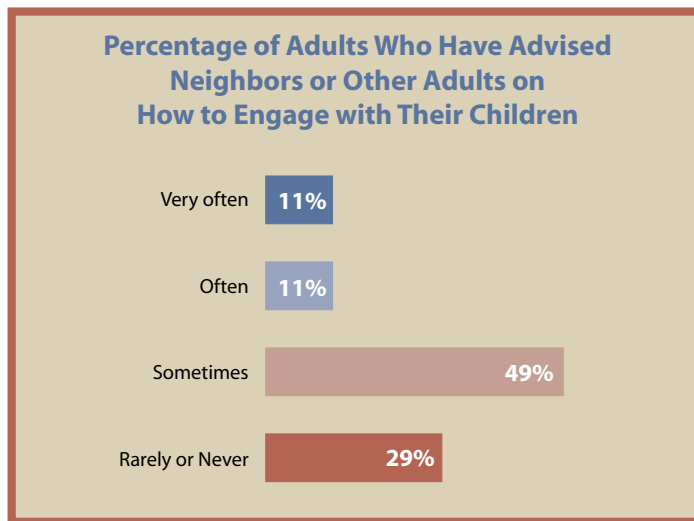 Percentage of Adults Who Have Advised
Neighbors or Other Adults on
How to Engage with Their Children
Very often 11%
Often 11%
Sometimes 49%
Rarely or Never 29%